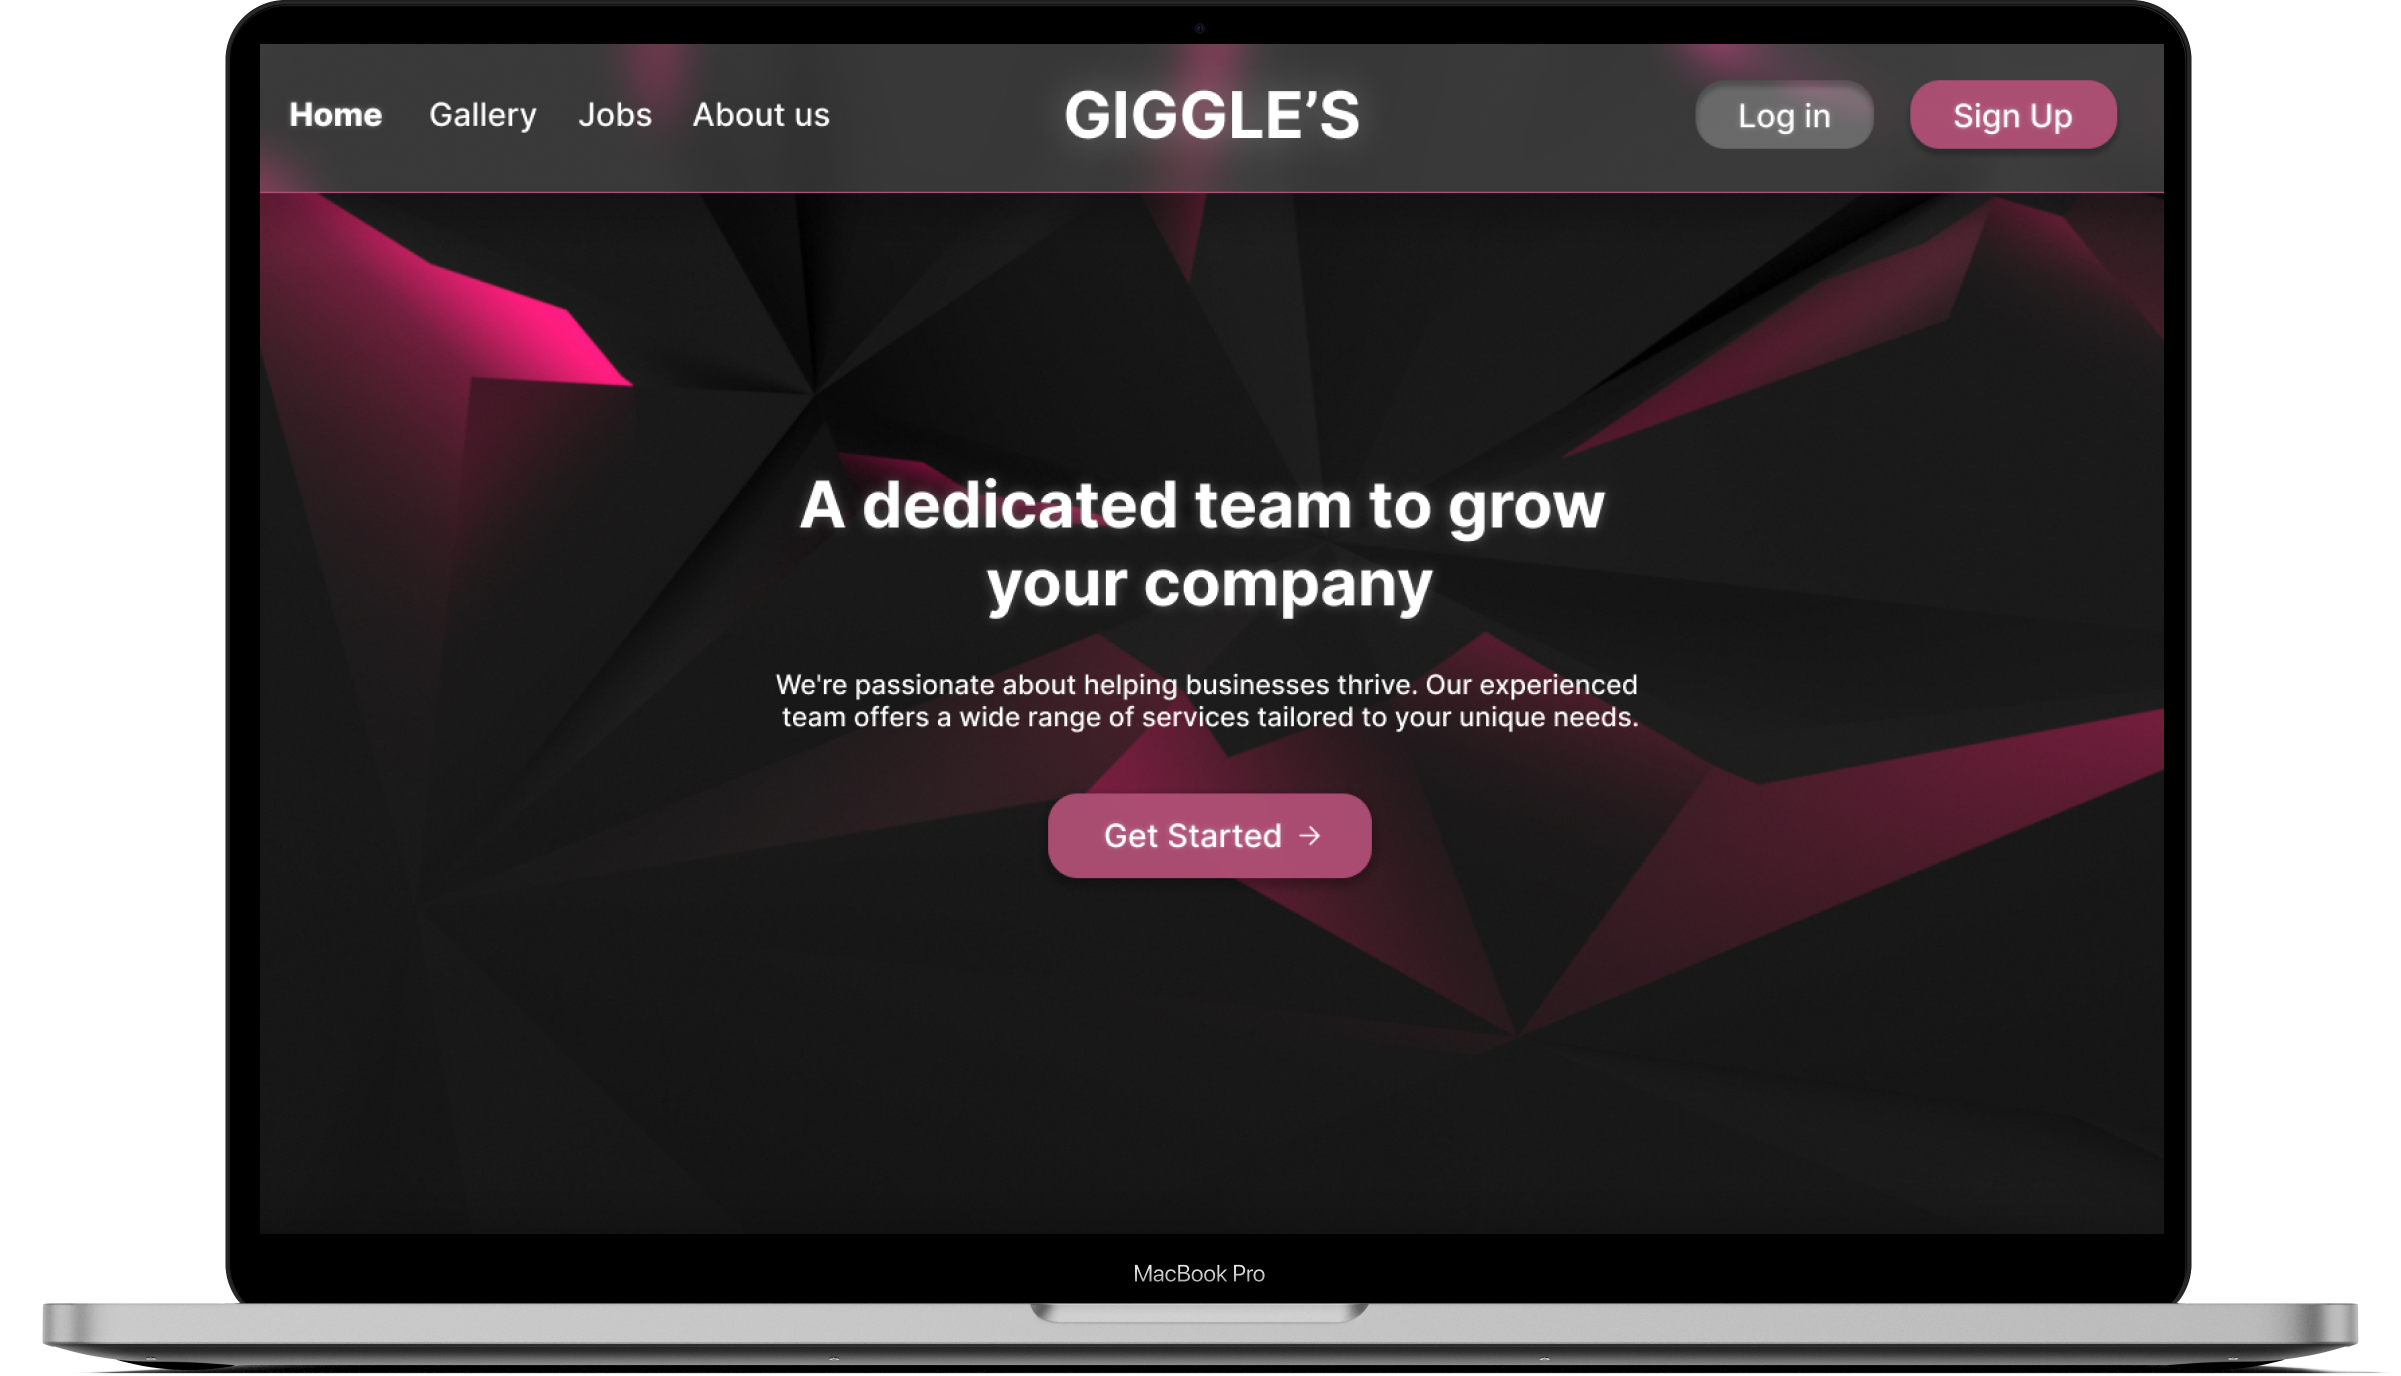 Home Gallery Jobs About us GIGGLE’S Log in Sign Up
A dedicated team to grow
your company
We're passionate about helping businesses thrive. Our experienced
team offers a wide range of services tailored to your unique needs.
Get Started →
MacBook Pro